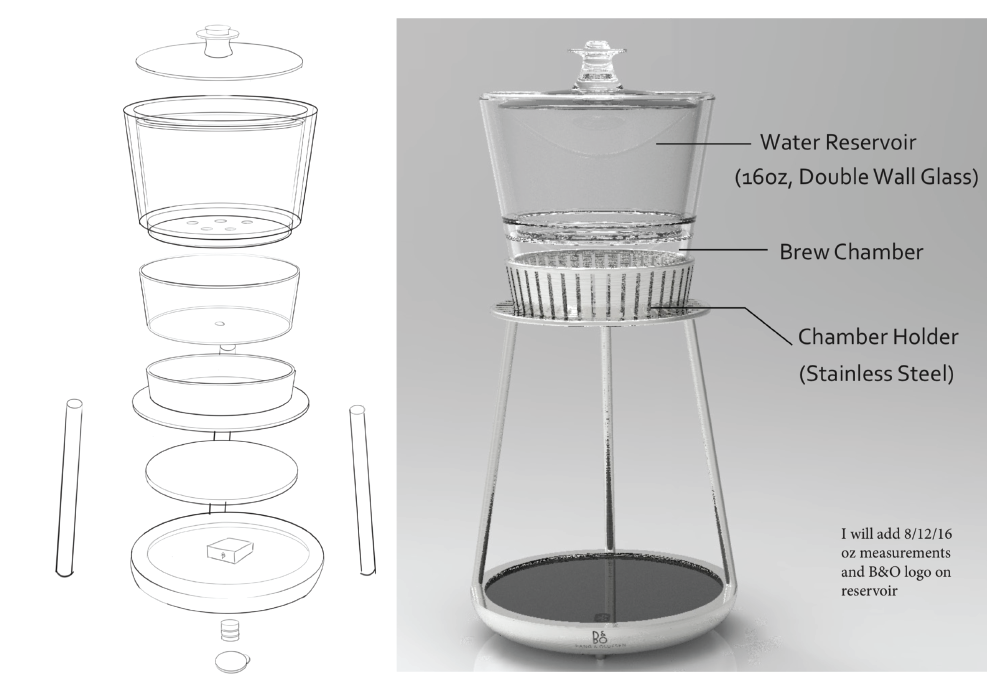 Water Reservoir
(16oz, Double Wall Glass)
Brew Chamber
Chamber Holder
(Stainless Steel)
I will add 8/12/16
oz measurements
and B&O logo on
reservoir
B&
O